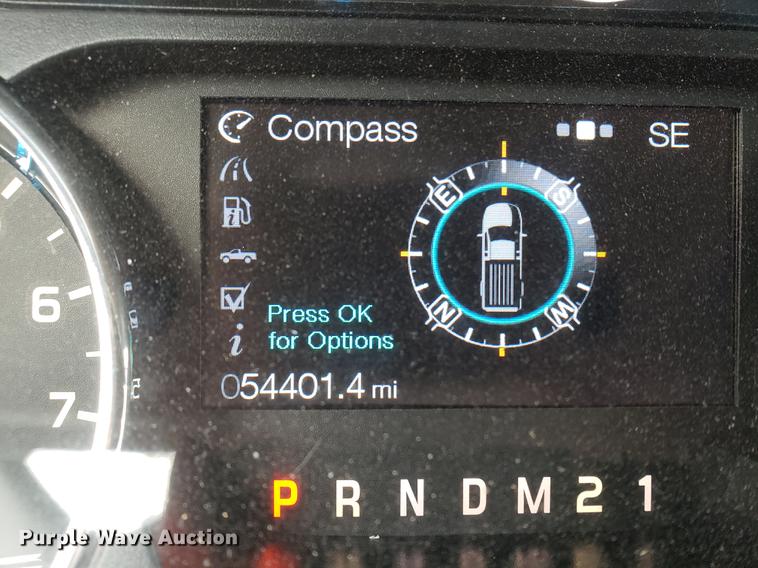 Compass SE
E S
N W
Press OK
for Options
054401.4 mi
6
7
P R N D M 2 1
Purple Wave Auction